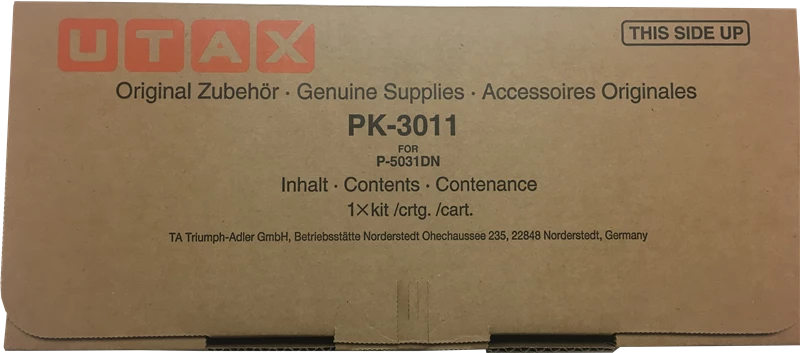 UTAX
THIS SIDE UP
Original Zubehör · Genuine Supplies · Accessoires Originales
PK-3011
FOR
P-5031DN
Inhalt · Contents · Contenance
1×kit /crtg. /cart.
TA Triumph-Adler GmbH, Betriebsstätte Norderstedt Ohechaussee 235, 22848 Norderstedt, Germany